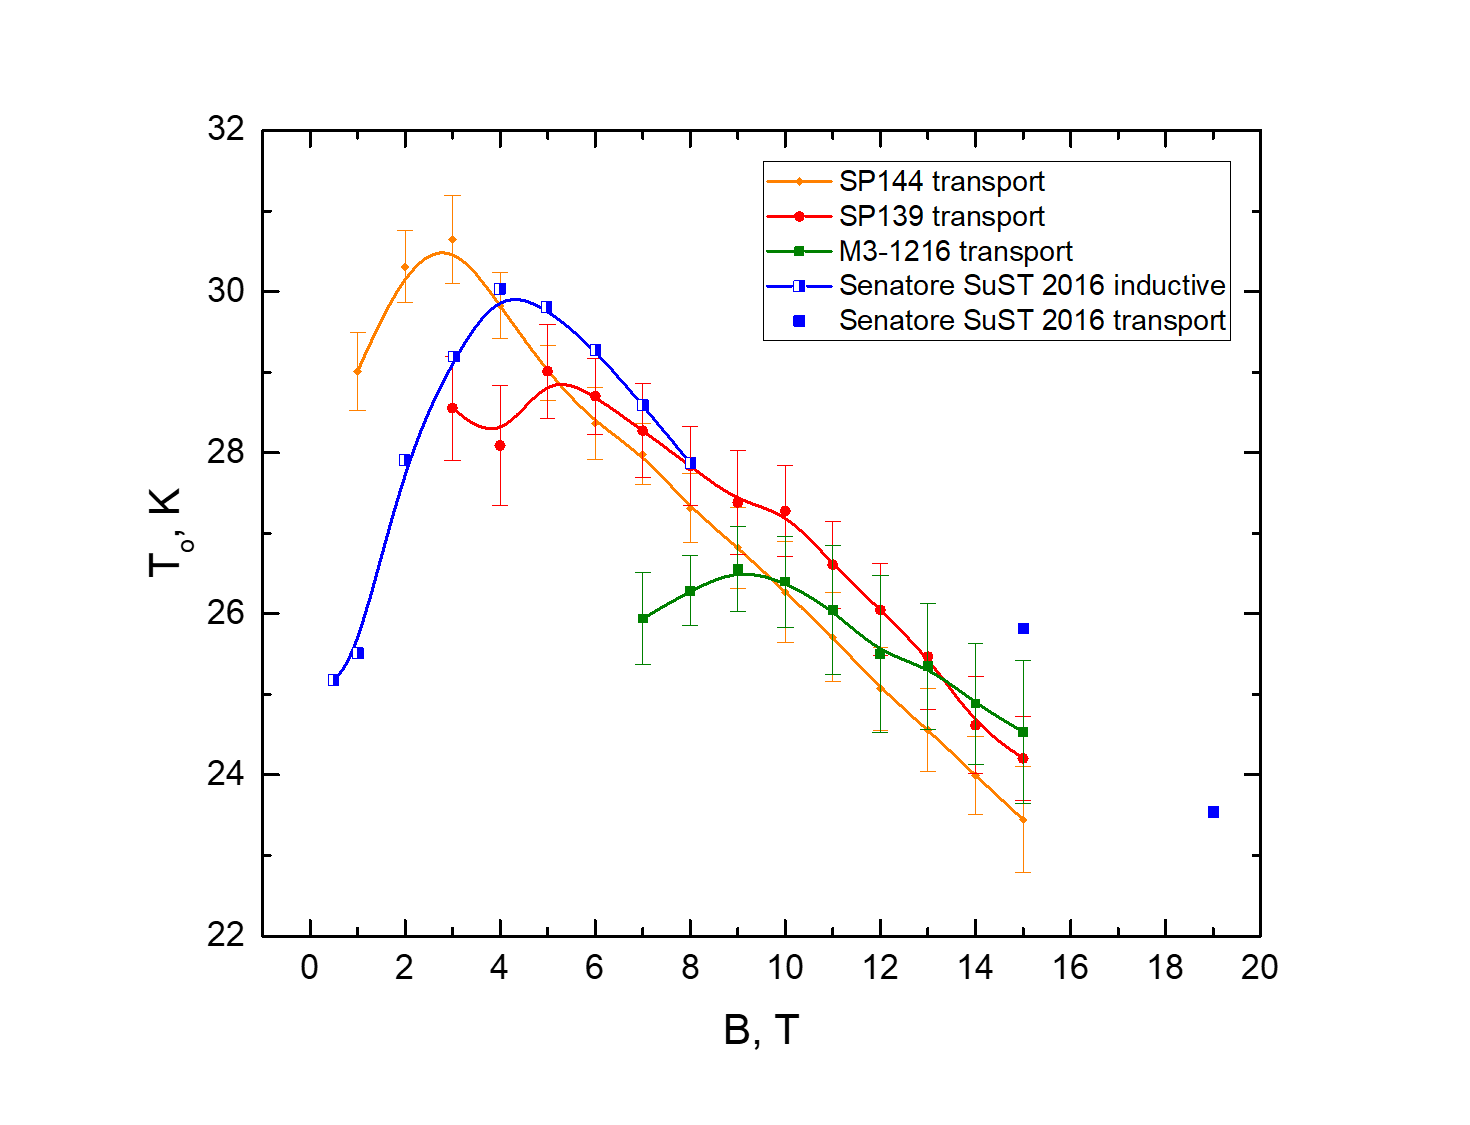 SP144 transport
SP139 transport
M3-1216 transport
Senatore SuST 2016 inductive
Senatore SuST 2016 transport
32
30
28
26
24
22
T₀, K
0 2 4 6 8 10 12 14 16 18 20
B, T